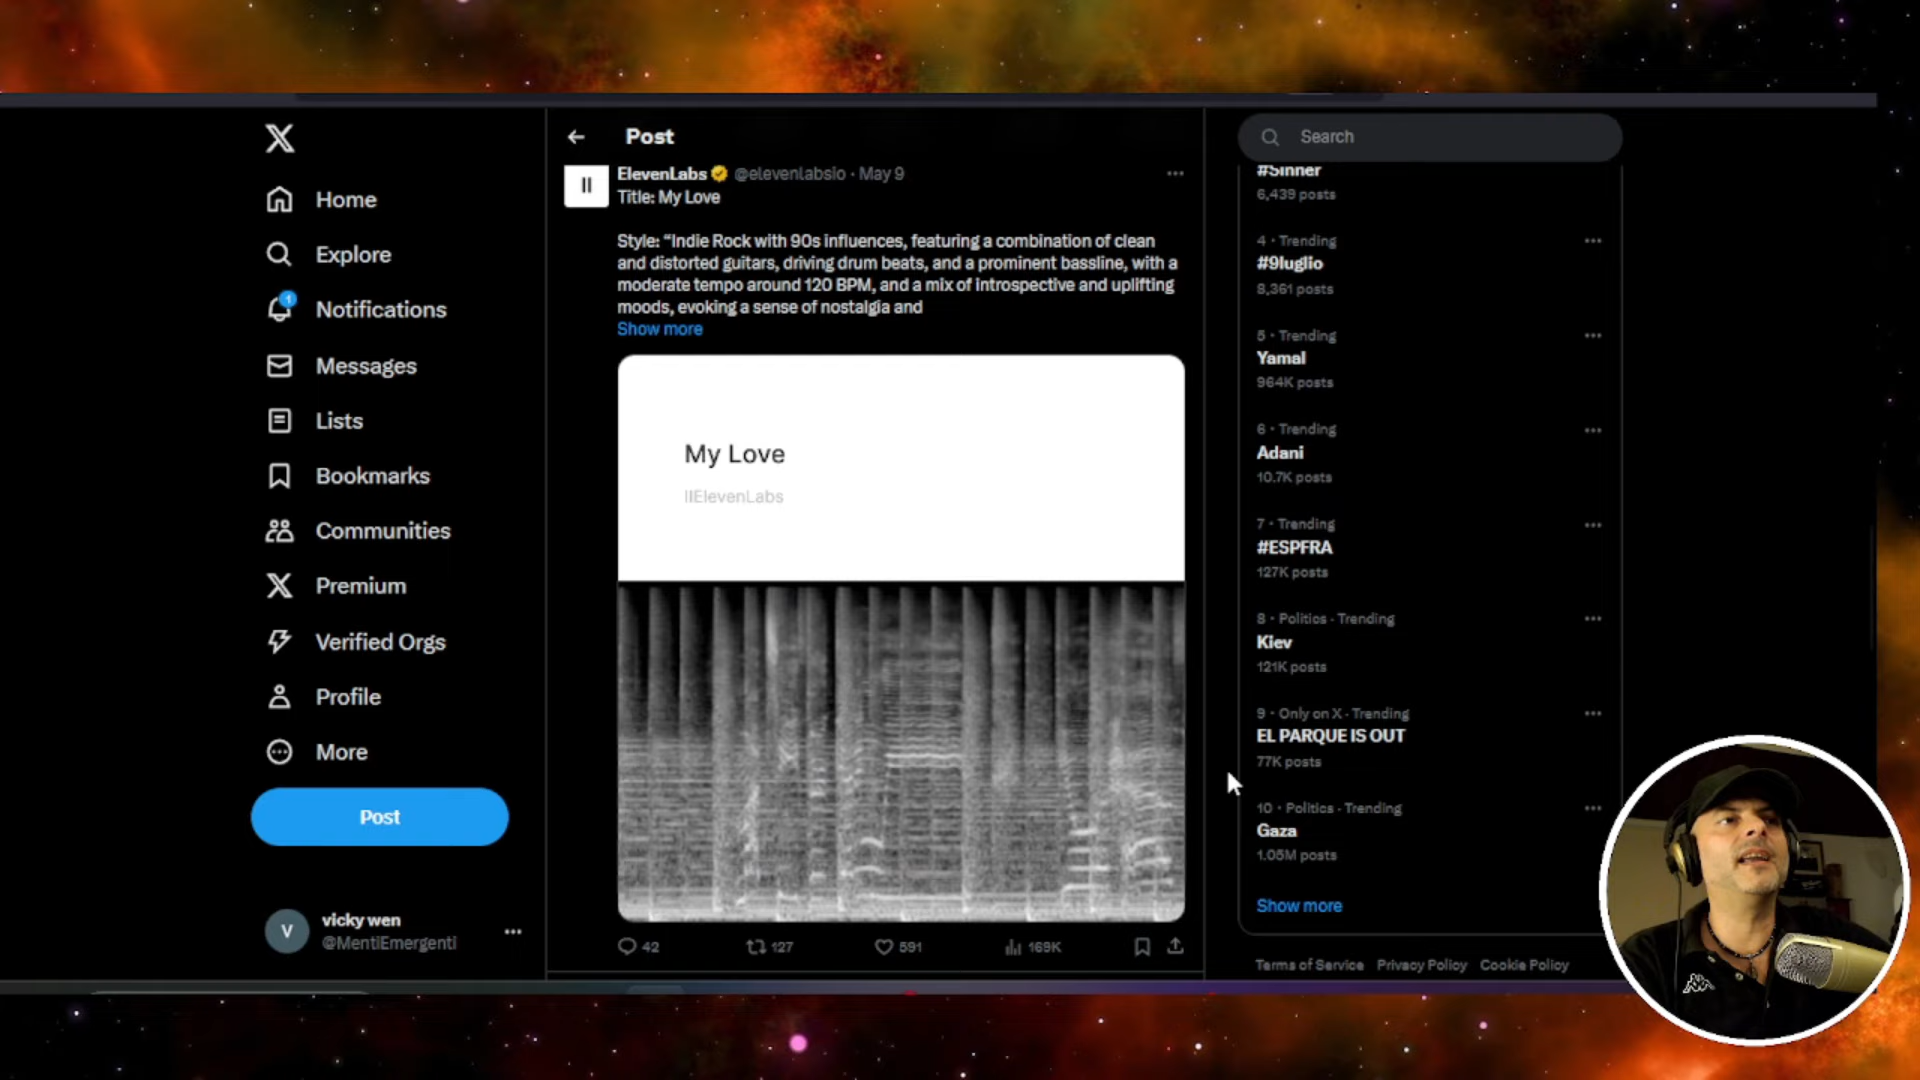 Home
Explore
1
Notifications
Messages
Lists
Bookmarks
Communities
Premium
Verified Orgs
Profile
More
Post
V
vicky wen
@MentiEmergenti
Post
ElevenLabs @elevenlabsio · May 9
Title: My Love
Style: “Indie Rock with 90s influences, featuring a combination of clean
and distorted guitars, driving drum beats, and a prominent bassline, with a
moderate tempo around 120 BPM, and a mix of introspective and uplifting
moods, evoking a sense of nostalgia and
Show more
My Love
IIElevenLabs
42 127 591 169K
Search
#Sinner
6,439 posts
4 · Trending
#9luglio
8,361 posts
5 · Trending
Yamal
964K posts
6 · Trending
Adani
10.7K posts
7 · Trending
#ESPFRA
127K posts
8 · Politics · Trending
Kiev
121K posts
9 · Only on X · Trending
EL PARQUE IS OUT
77K posts
10 · Politics · Trending
Gaza
1.05M posts
Show more
Terms of Service Privacy Policy Cookie Policy
Kappa